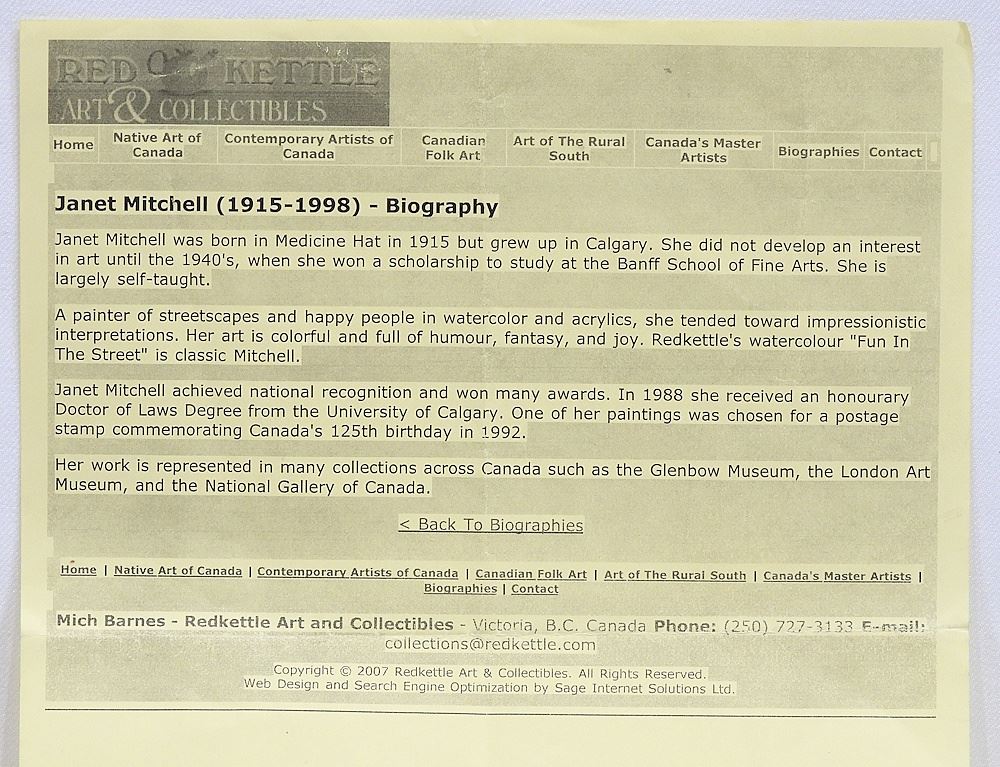 RED KETTLE
ART & COLLECTIBLES
Home
Native Art of
Canada
Contemporary Artists of
Canada
Canadian
Folk Art
Art of The Rural
South
Canada's Master
Artists
Biographies
Contact
Janet Mitchell (1915-1998) - Biography
Janet Mitchell was born in Medicine Hat in 1915 but grew up in Calgary. She did not develop an interest
in art until the 1940's, when she won a scholarship to study at the Banff School of Fine Arts. She is
largely self-taught.
A painter of streetscapes and happy people in watercolor and acrylics, she tended toward impressionistic
interpretations. Her art is colorful and full of humour, fantasy, and joy. Redkettle's watercolour "Fun In
The Street" is classic Mitchell.
Janet Mitchell achieved national recognition and won many awards. In 1988 she received an honourary
Doctor of Laws Degree from the University of Calgary. One of her paintings was chosen for a postage
stamp commemorating Canada's 125th birthday in 1992.
Her work is represented in many collections across Canada such as the Glenbow Museum, the London Art
Museum, and the National Gallery of Canada.
< Back To Biographies
Home | Native Art of Canada | Contemporary Artists of Canada | Canadian Folk Art | Art of The Rural South | Canada's Master Artists |
Biographies | Contact
Mich Barnes - Redkettle Art and Collectibles - Victoria, B.C. Canada Phone: (250) 727-3133 E-mail:
collections@redkettle.com
Copyright © 2007 Redkettle Art & Collectibles. All Rights Reserved.
Web Design and Search Engine Optimization by Sage Internet Solutions Ltd.